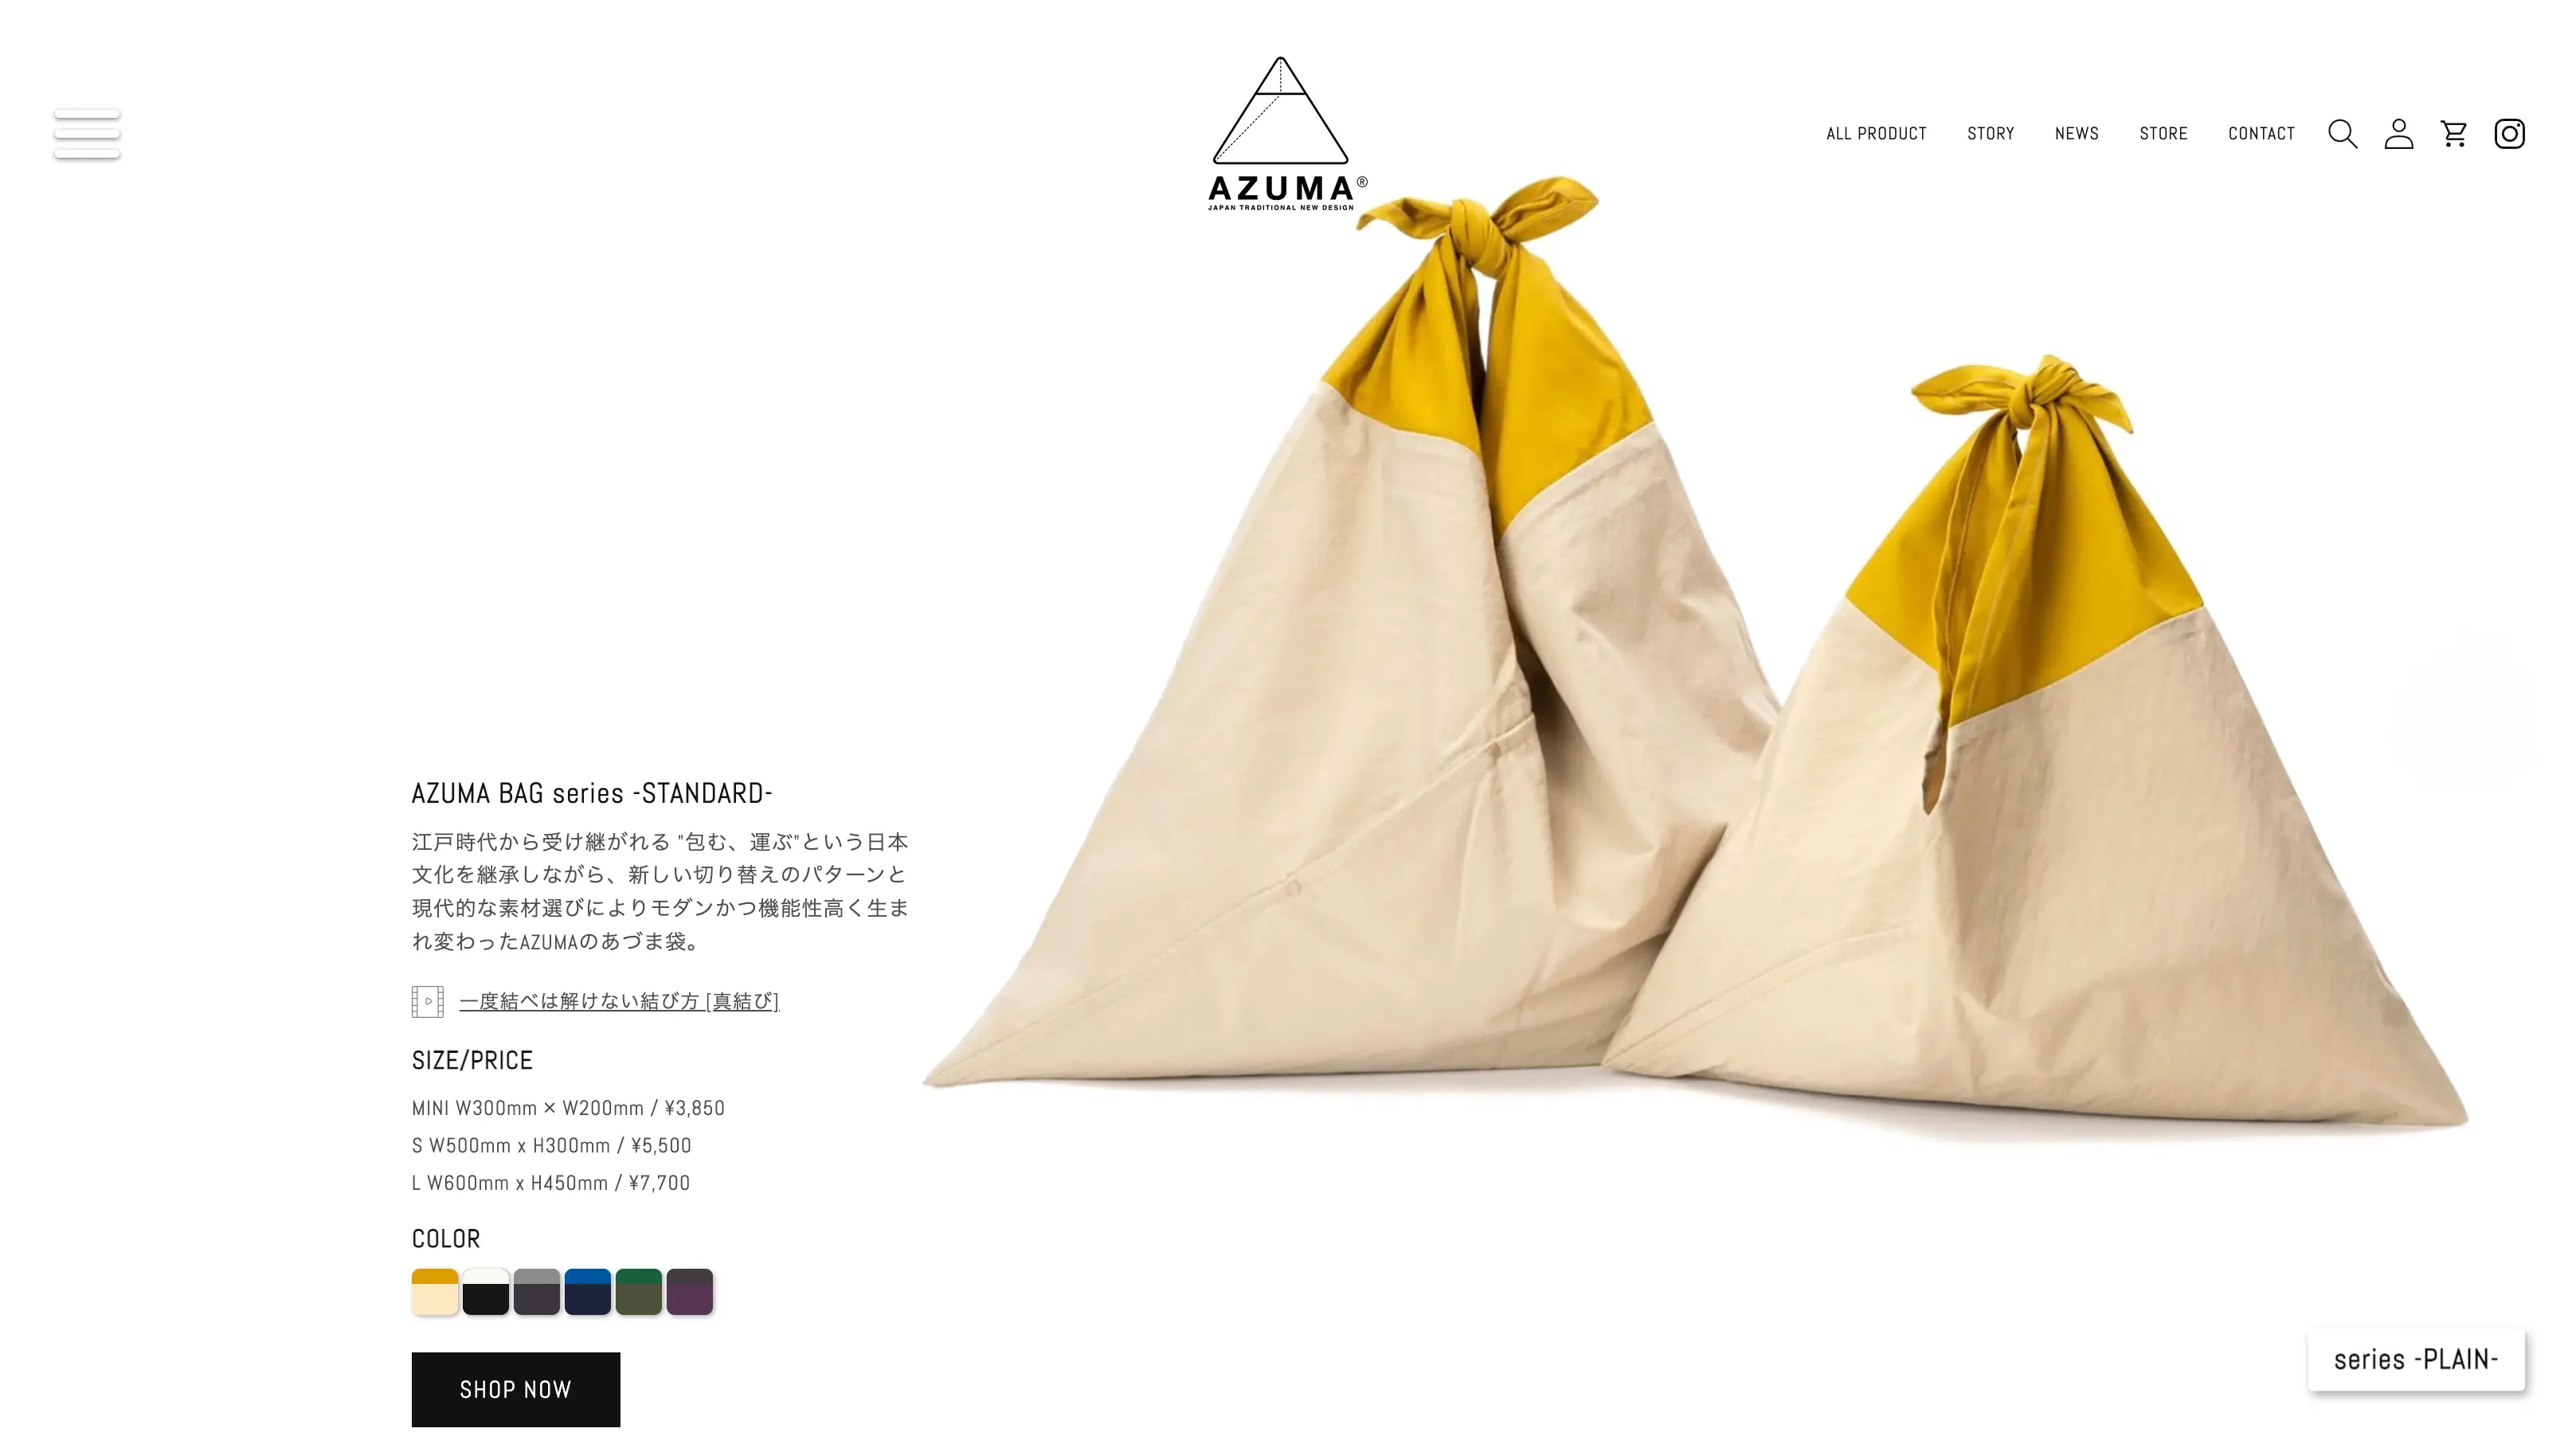 AZUMA®
JAPAN TRADITIONAL NEW DESIGN
ALL PRODUCT
STORY
NEWS
STORE
CONTACT
AZUMA BAG series -STANDARD-
江戸時代から受け継がれる "包む、運ぶ"という日本
文化を継承しながら、新しい切り替えのパターンと
現代的な素材選びによりモダンかつ機能性高く生ま
れ変わったAZUMAのあづま袋。
一度結べは解けない結び方 [真結び]
SIZE/PRICE
MINI W300mm × W200mm / ¥3,850
S W500mm x H300mm / ¥5,500
L W600mm x H450mm / ¥7,700
COLOR
SHOP NOW
series -PLAIN-